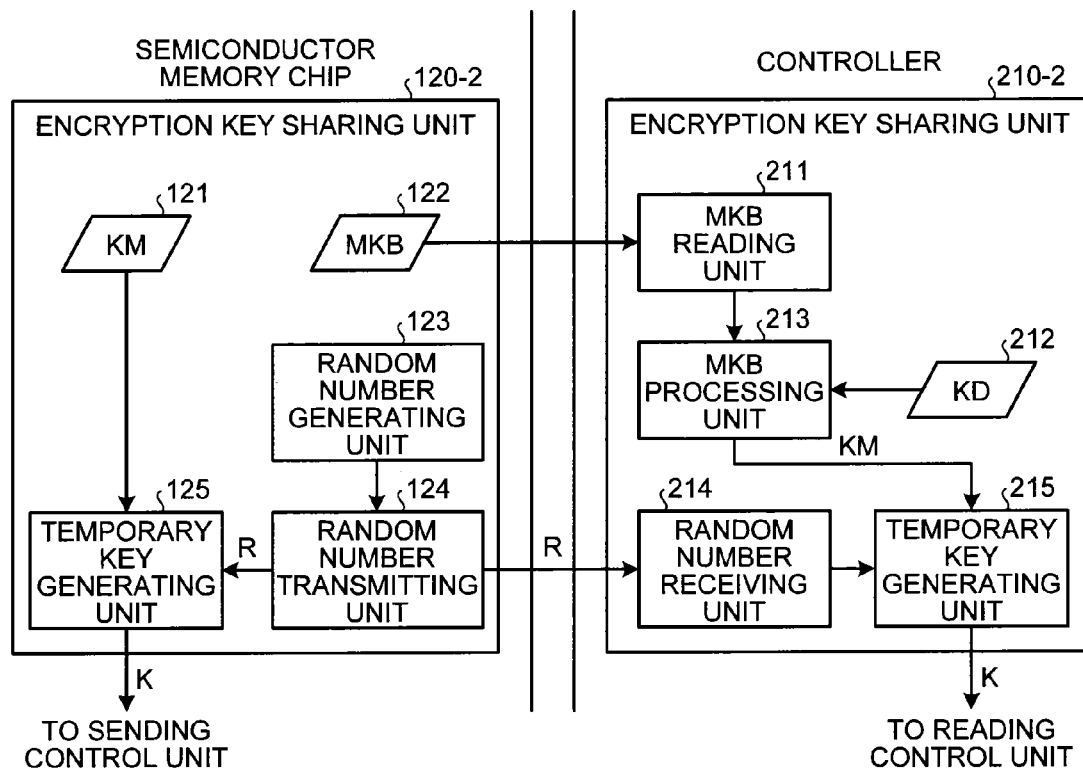 SEMICONDUCTOR
MEMORY CHIP
120-2
ENCRYPTION KEY SHARING UNIT
121
KM
122
MKB
123
RANDOM
NUMBER
GENERATING
UNIT
125
TEMPORARY
KEY
GENERATING
UNIT
R
124
RANDOM
NUMBER
TRANSMITTING
UNIT
K
TO SENDING
CONTROL UNIT
R
CONTROLLER
210-2
ENCRYPTION KEY SHARING UNIT
211
MKB
READING
UNIT
213
MKB
PROCESSING
UNIT
212
KD
KM
214
RANDOM
NUMBER
RECEIVING
UNIT
215
TEMPORARY
KEY
GENERATING
UNIT
K
TO READING
CONTROL UNIT